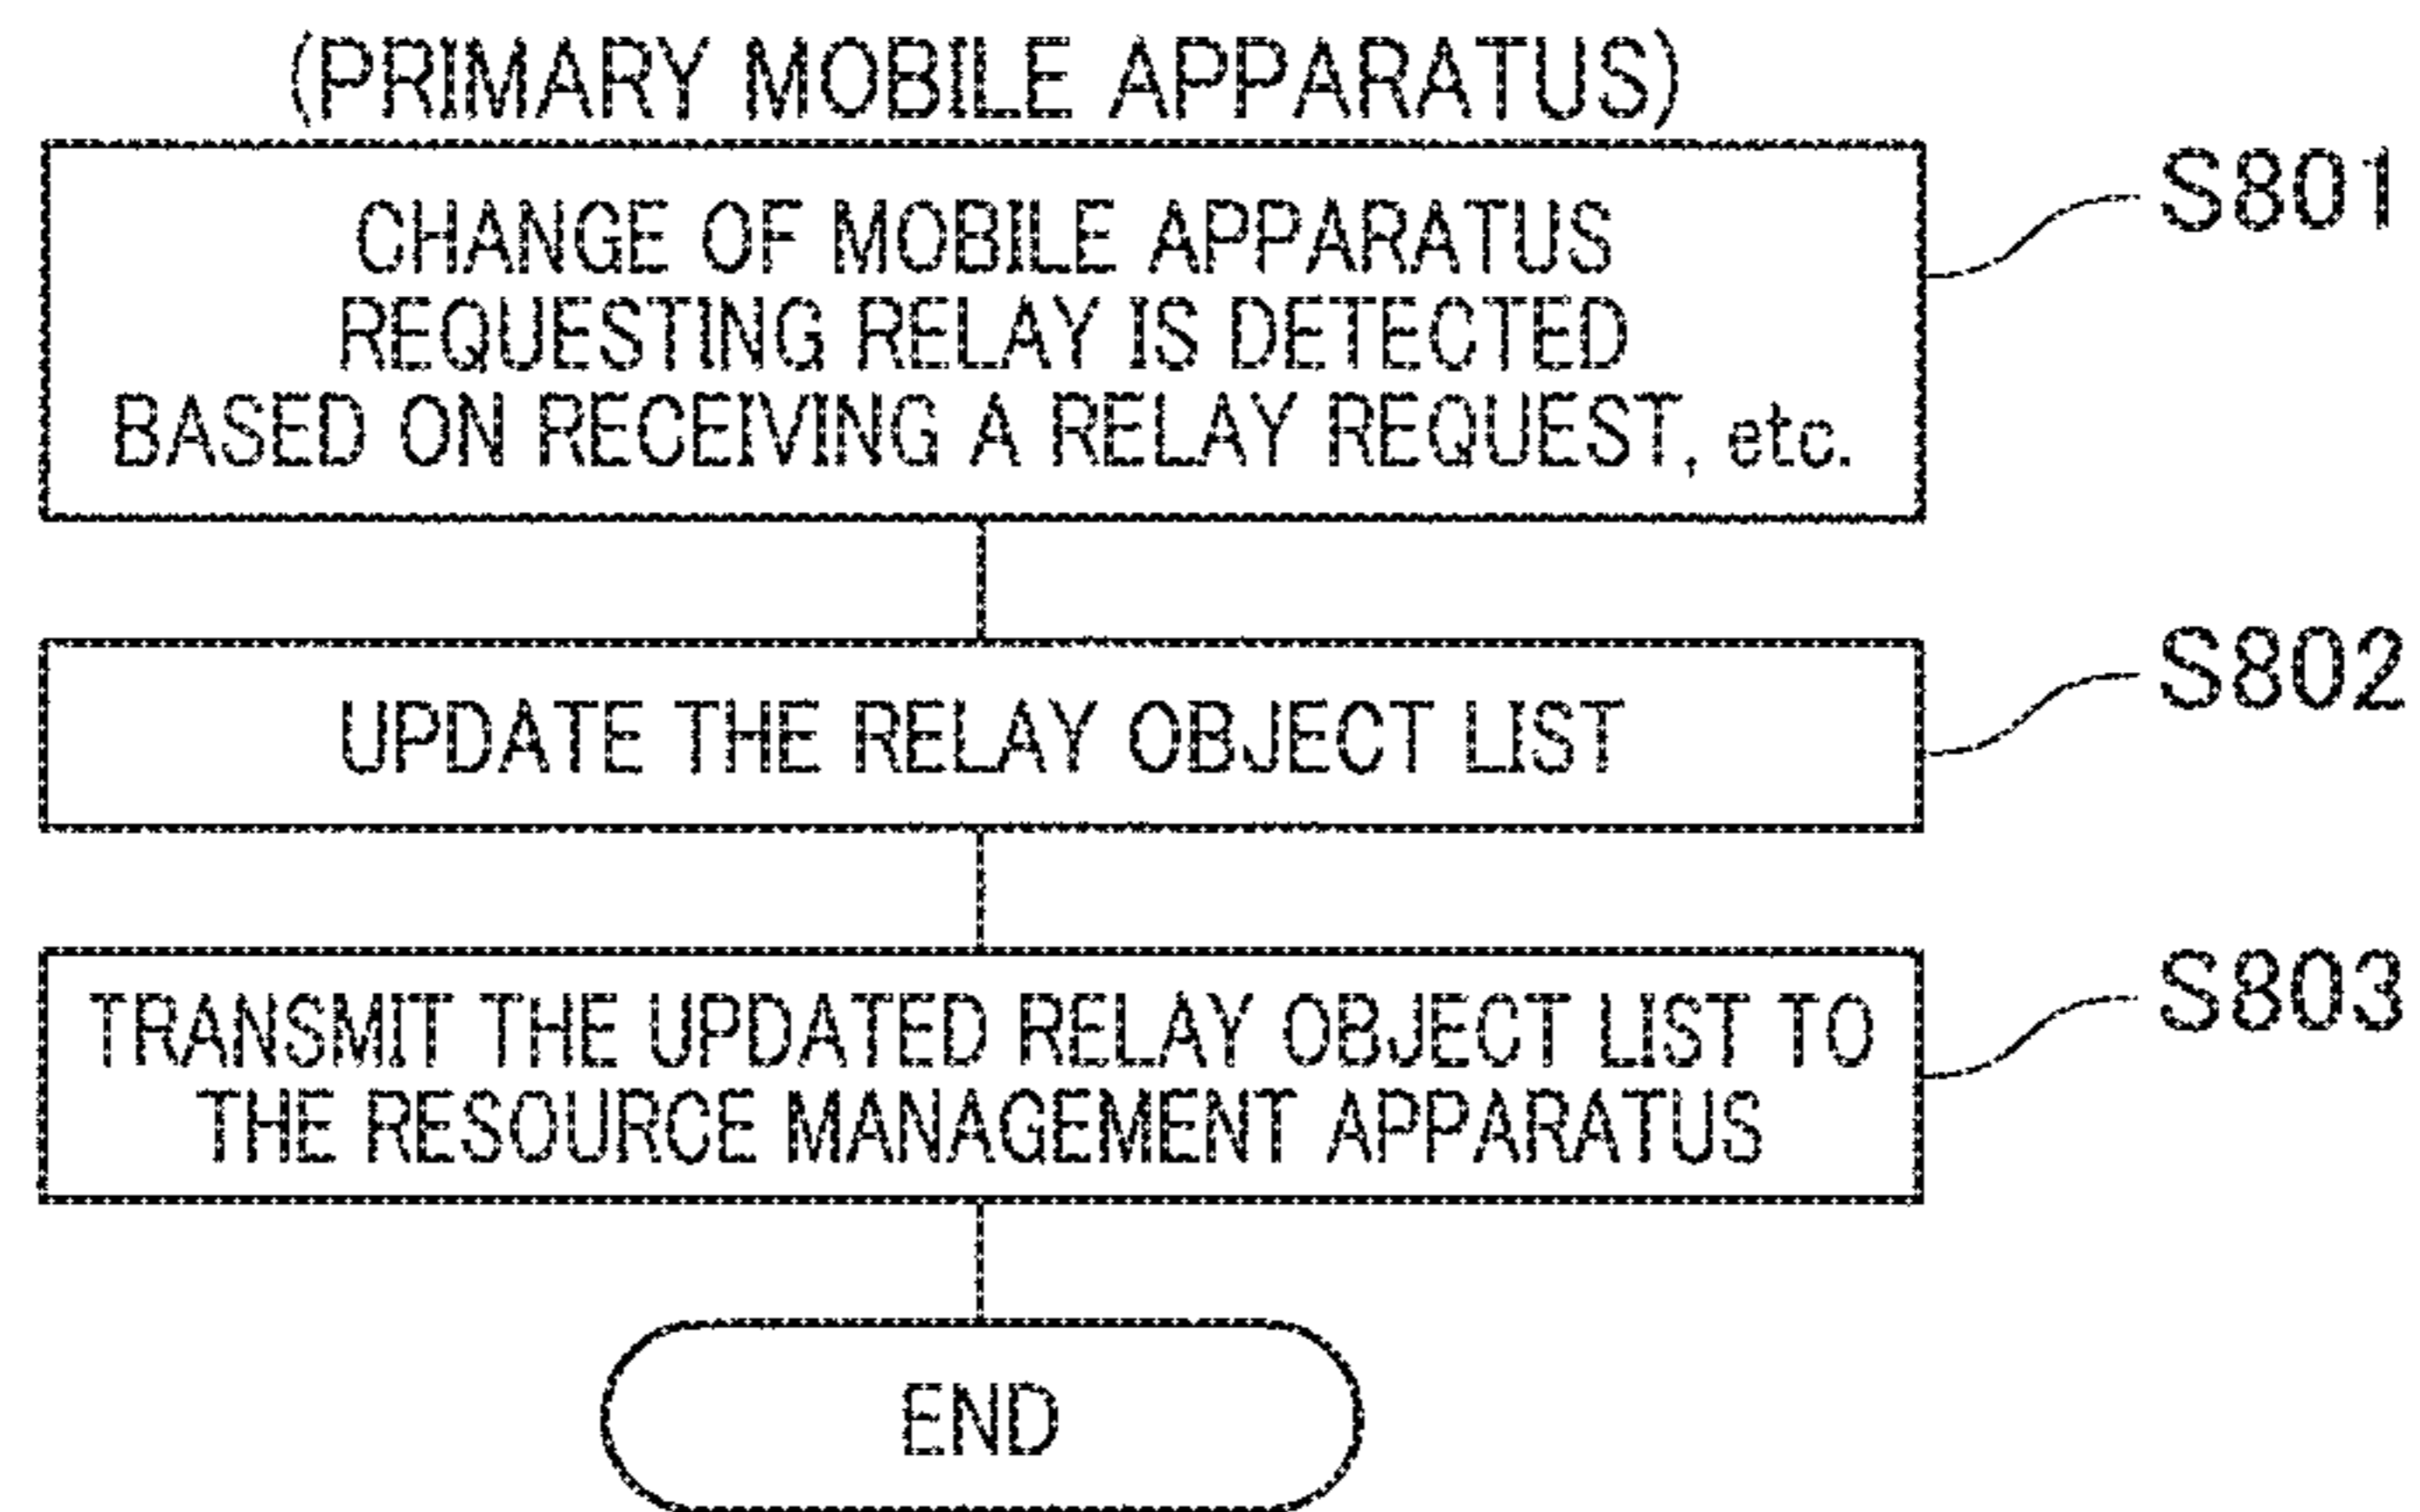 (PRIMARY MOBILE APPARATUS)
CHANGE OF MOBILE APPARATUS
REQUESTING RELAY IS DETECTED
BASED ON RECEIVING A RELAY REQUEST, etc.
S801
UPDATE THE RELAY OBJECT LIST
S802
TRANSMIT THE UPDATED RELAY OBJECT LIST TO
THE RESOURCE MANAGEMENT APPARATUS
S803
END